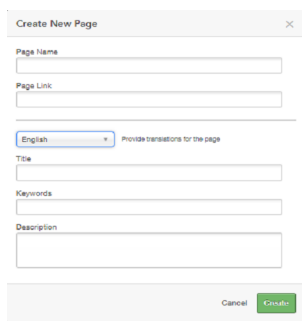 Create New Page ×
Page Name
Page Link
English ▾ Provide translations for the page
Title
Keywords
Description
Cancel Create